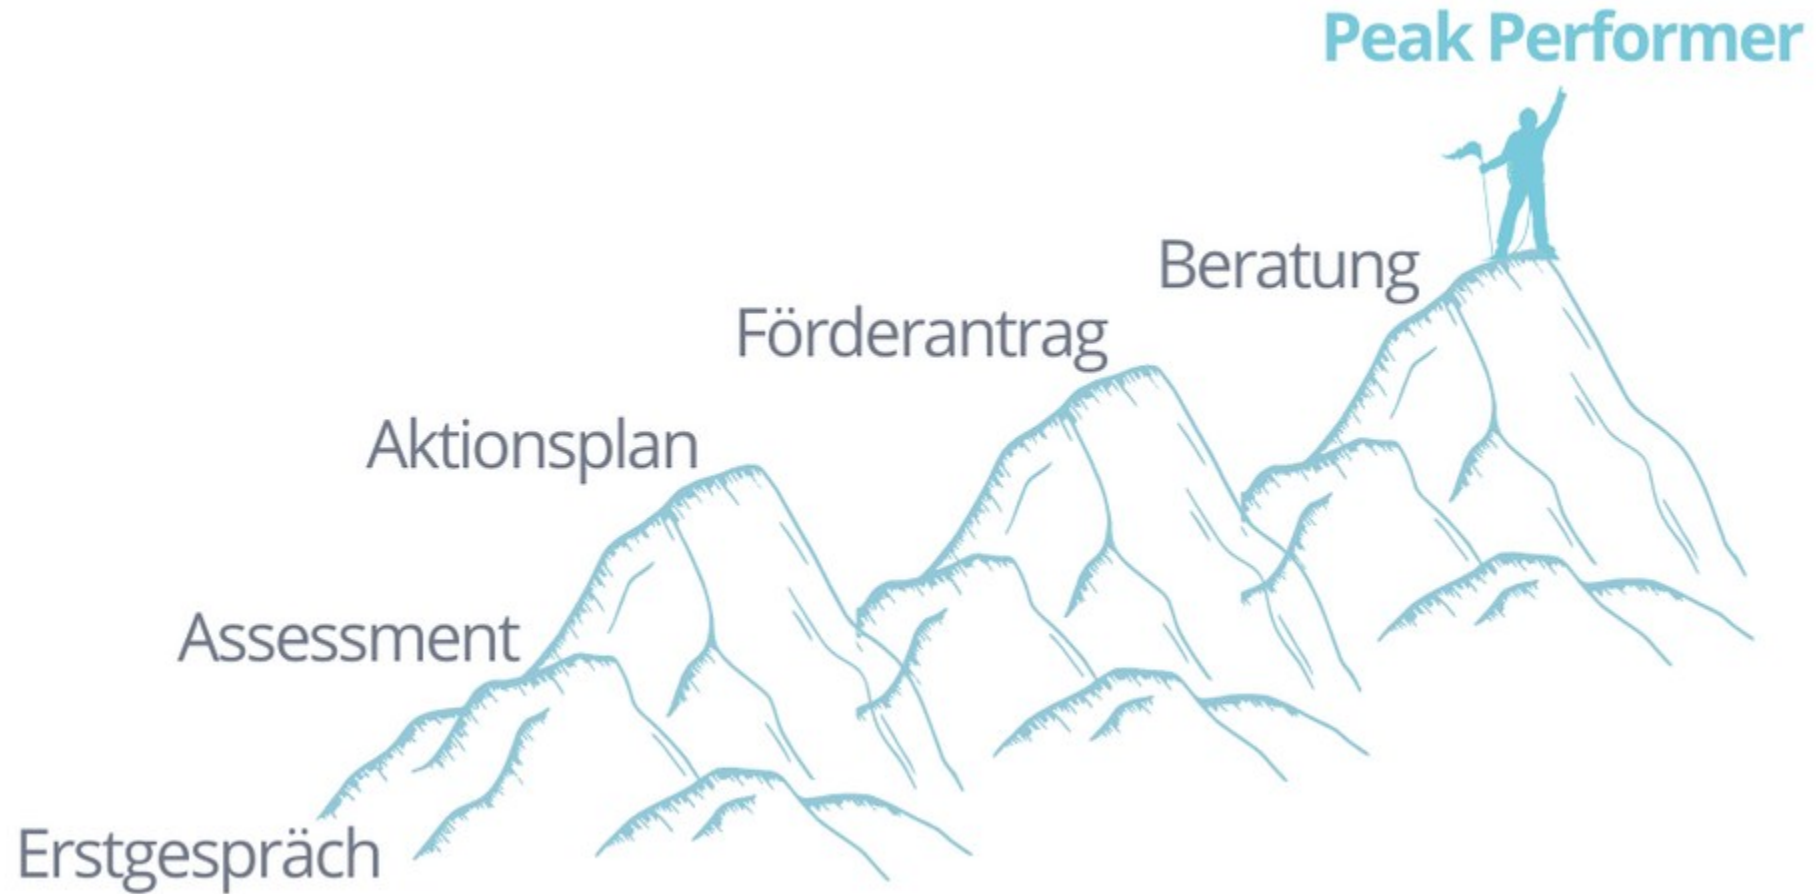 Peak Performer
Beratung
Förderantrag
Aktionsplan
Assessment
Erstgespräch